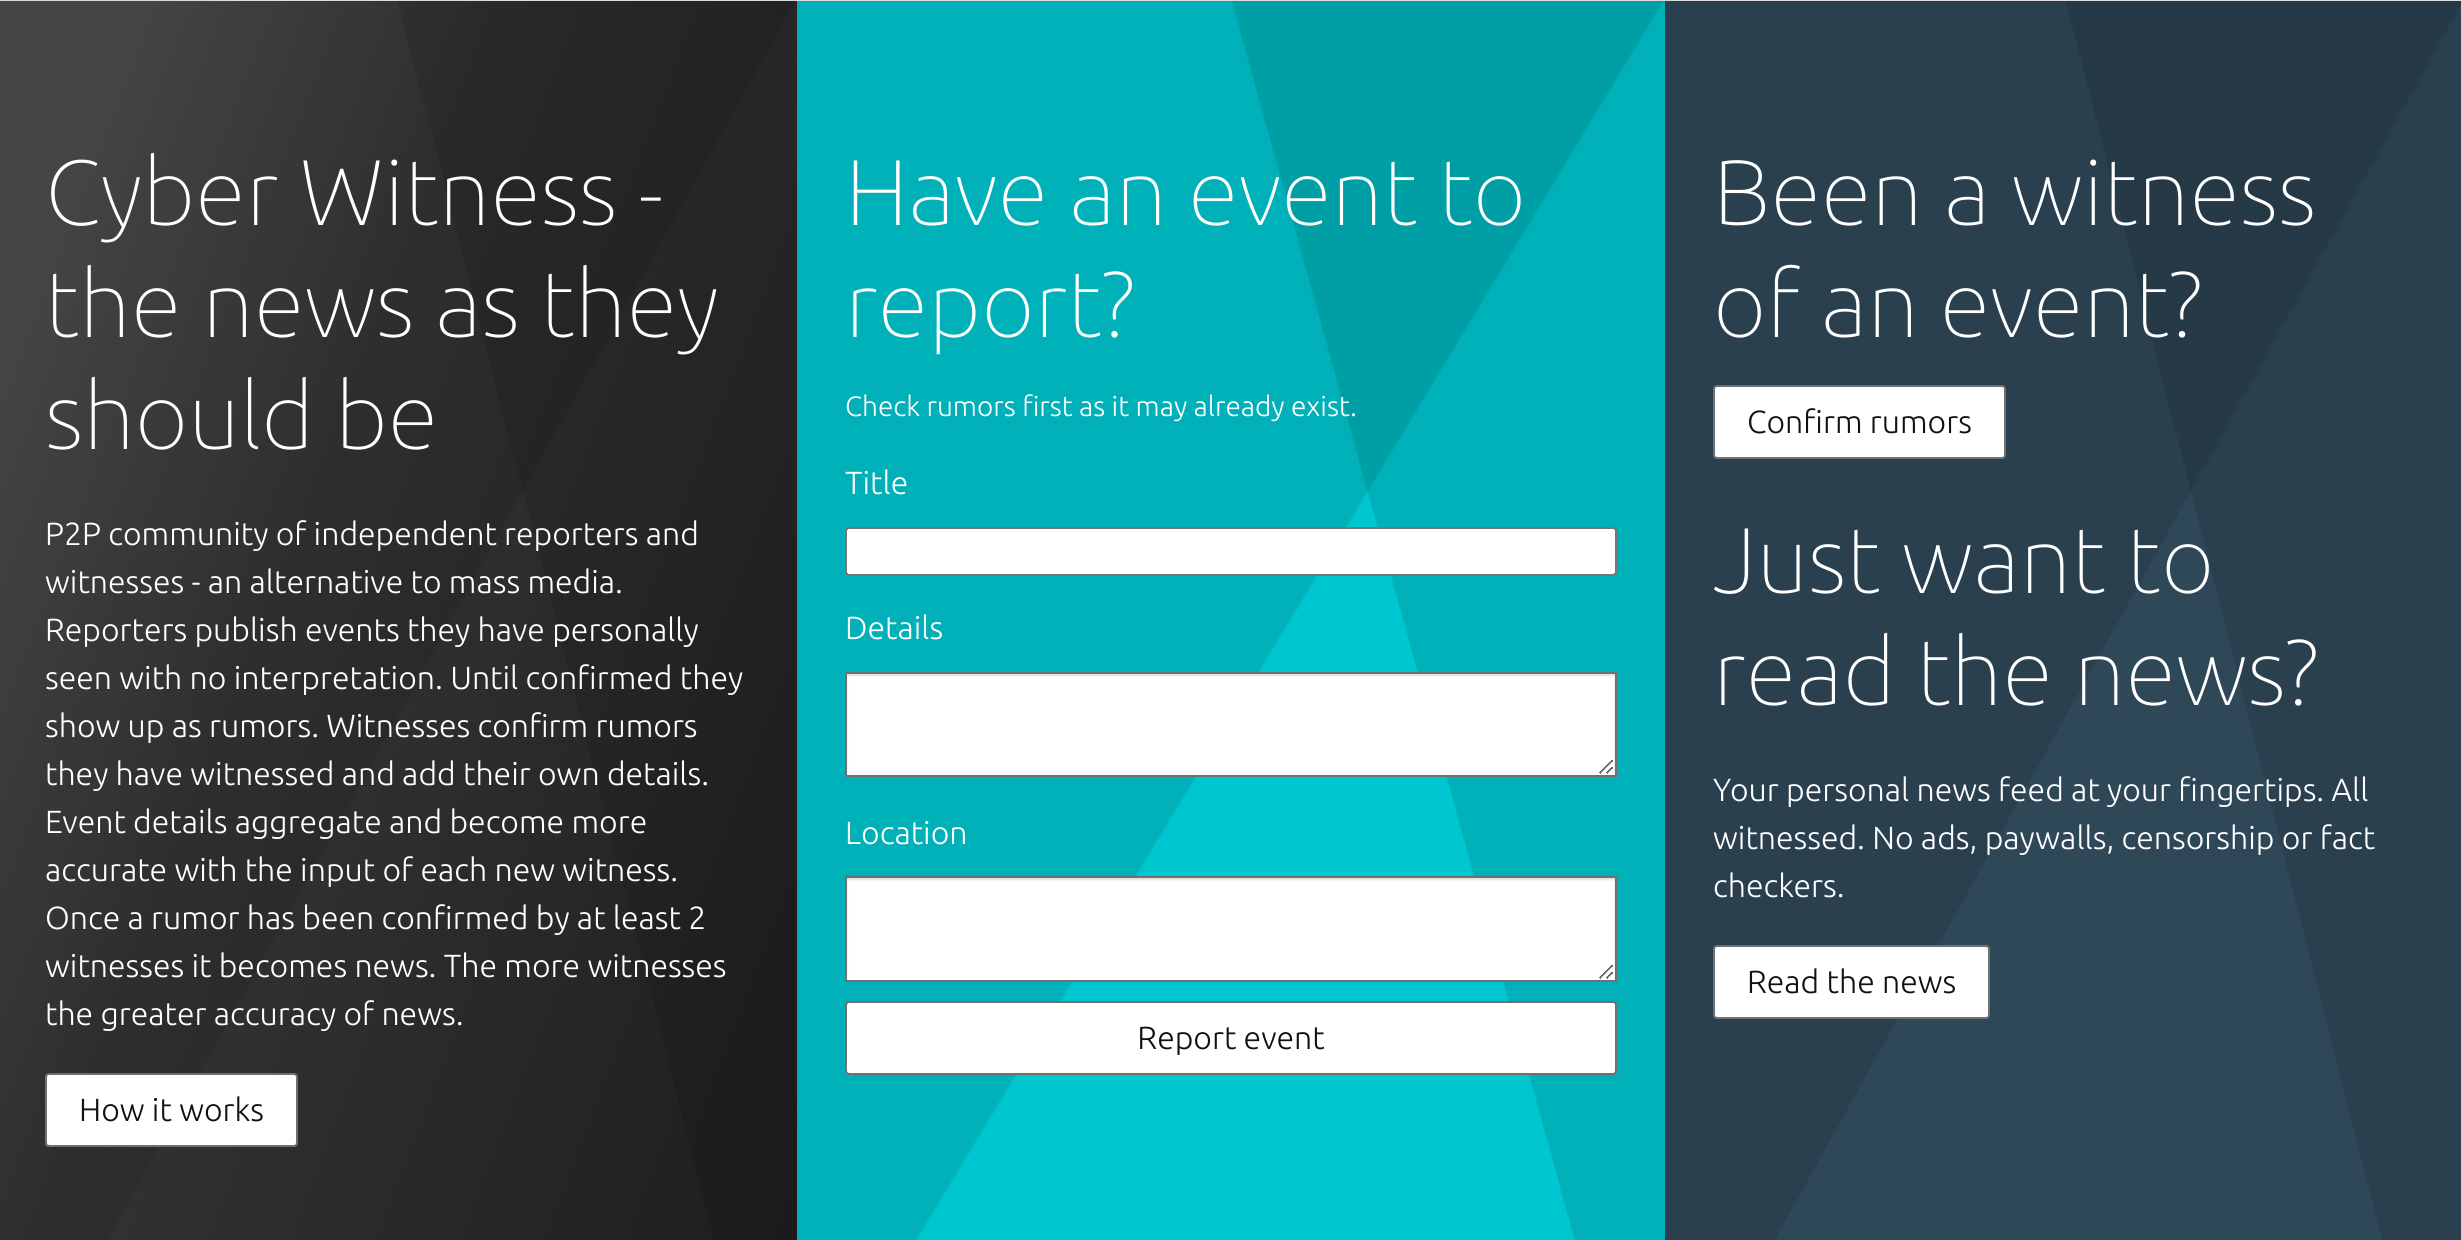 Cyber Witness -
the news as they
should be
P2P community of independent reporters and
witnesses - an alternative to mass media.
Reporters publish events they have personally
seen with no interpretation. Until confirmed they
show up as rumors. Witnesses confirm rumors
they have witnessed and add their own details.
Event details aggregate and become more
accurate with the input of each new witness.
Once a rumor has been confirmed by at least 2
witnesses it becomes news. The more witnesses
the greater accuracy of news.
How it works
Have an event to
report?
Check rumors first as it may already exist.
Title
Details
Location
Report event
Been a witness
of an event?
Confirm rumors
Just want to
read the news?
Your personal news feed at your fingertips. All
witnessed. No ads, paywalls, censorship or fact
checkers.
Read the news